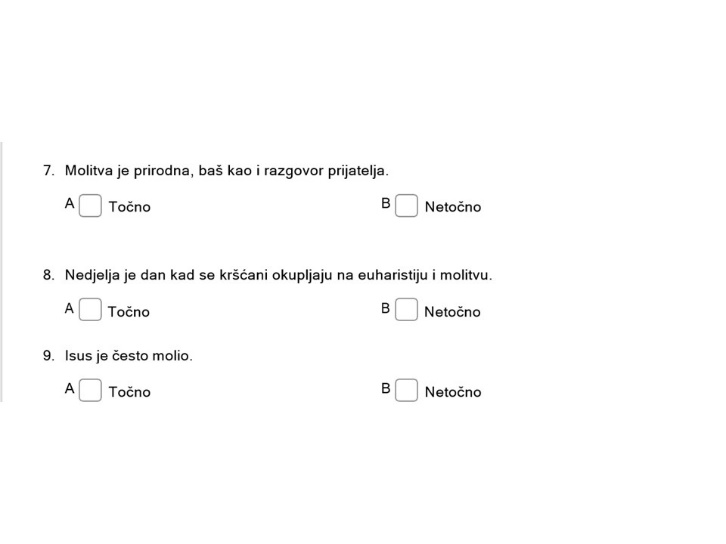 7. Molitva je prirodna, baš kao i razgovor prijatelja.
A Točno B Netočno
8. Nedjelja je dan kad se kršćani okupljaju na euharistiju i molitvu.
A Točno B Netočno
9. Isus je često molio.
A Točno B Netočno